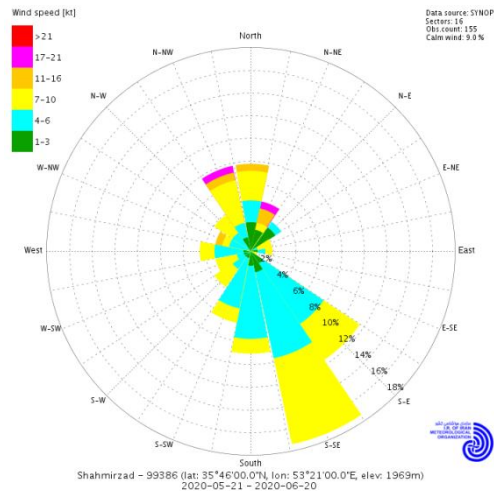 Wind speed [kt]
>21
17-21
11-16
7-10
4-6
1-3
Data source: SYNOP
Sectors: 16
Obs.count: 155
Calm wind: 9.0 %
North
N-NW
N-NE
N-W
N-E
W-NW
E-NE
West
East
2%
4%
6%
8%
10%
12%
14%
16%
18%
W-SW
E-SE
S-W
S-E
S-SW
S-SE
South
I.R. OF IRAN
METEOROLOGICAL
ORGANIZATION
Shahmirzad - 99386 (lat: 35°46'00.0"N, lon: 53°21'00.0"E, elev: 1969m)
2020-05-21 - 2020-06-20